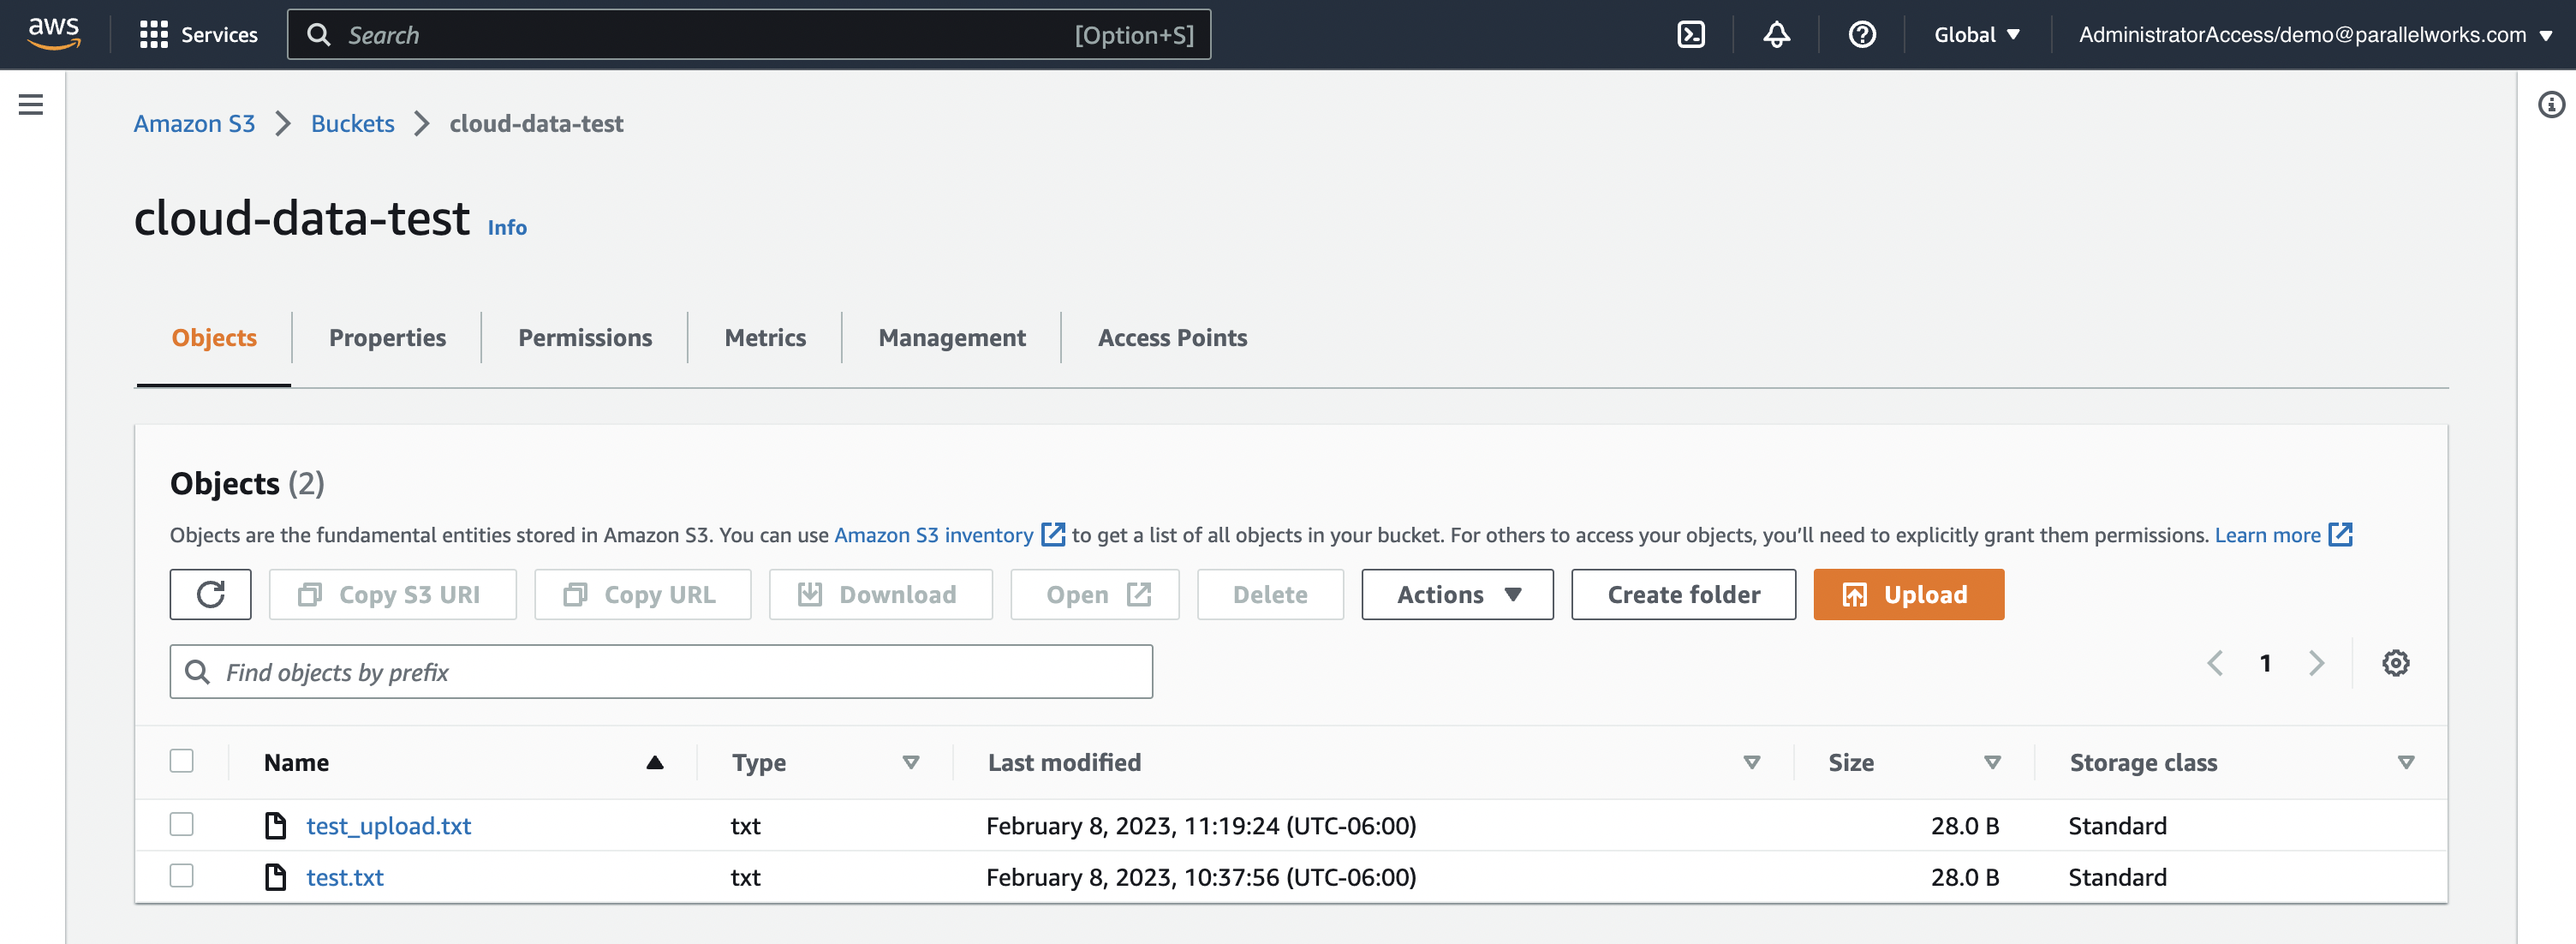 aws Services Search [Option+S] Global AdministratorAccess/demo@parallelworks.com
Amazon S3 Buckets cloud-data-test
cloud-data-test Info
Objects Properties Permissions Metrics Management Access Points
Objects (2)
Objects are the fundamental entities stored in Amazon S3. You can use Amazon S3 inventory to get a list of all objects in your bucket. For others to access your objects, you’ll need to explicitly grant them permissions. Learn more
Copy S3 URI Copy URL Download Open Delete Actions Create folder Upload
Find objects by prefix 1
Name Type Last modified Size Storage class
test_upload.txt txt February 8, 2023, 11:19:24 (UTC-06:00) 28.0 B Standard
test.txt txt February 8, 2023, 10:37:56 (UTC-06:00) 28.0 B Standard